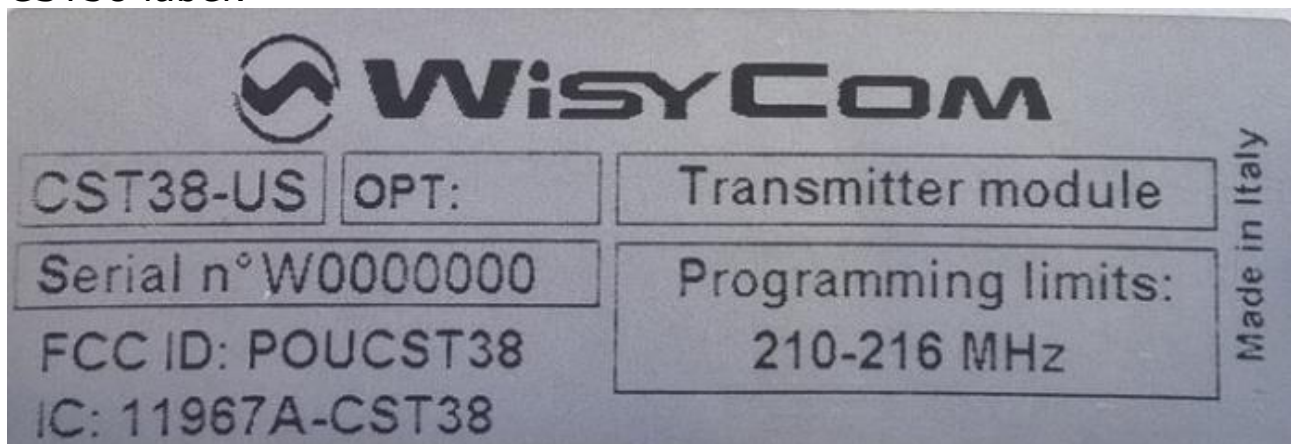 WisyCom
CST38-US
OPT:
Transmitter module
Serial n° W0000000
Programming limits:
210-216 MHz
FCC ID: POUCST38
IC: 11967A-CST38
Made in Italy